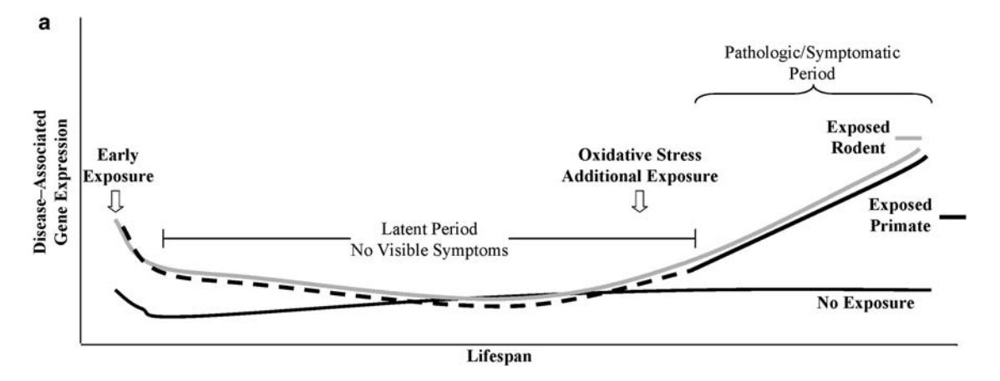 a
Pathologic/Symptomatic
Period
Disease–Associated
Gene Expression
Early
Exposure
Oxidative Stress
Additional Exposure
Exposed
Rodent
Latent Period
No Visible Symptoms
Exposed
Primate
No Exposure
Lifespan